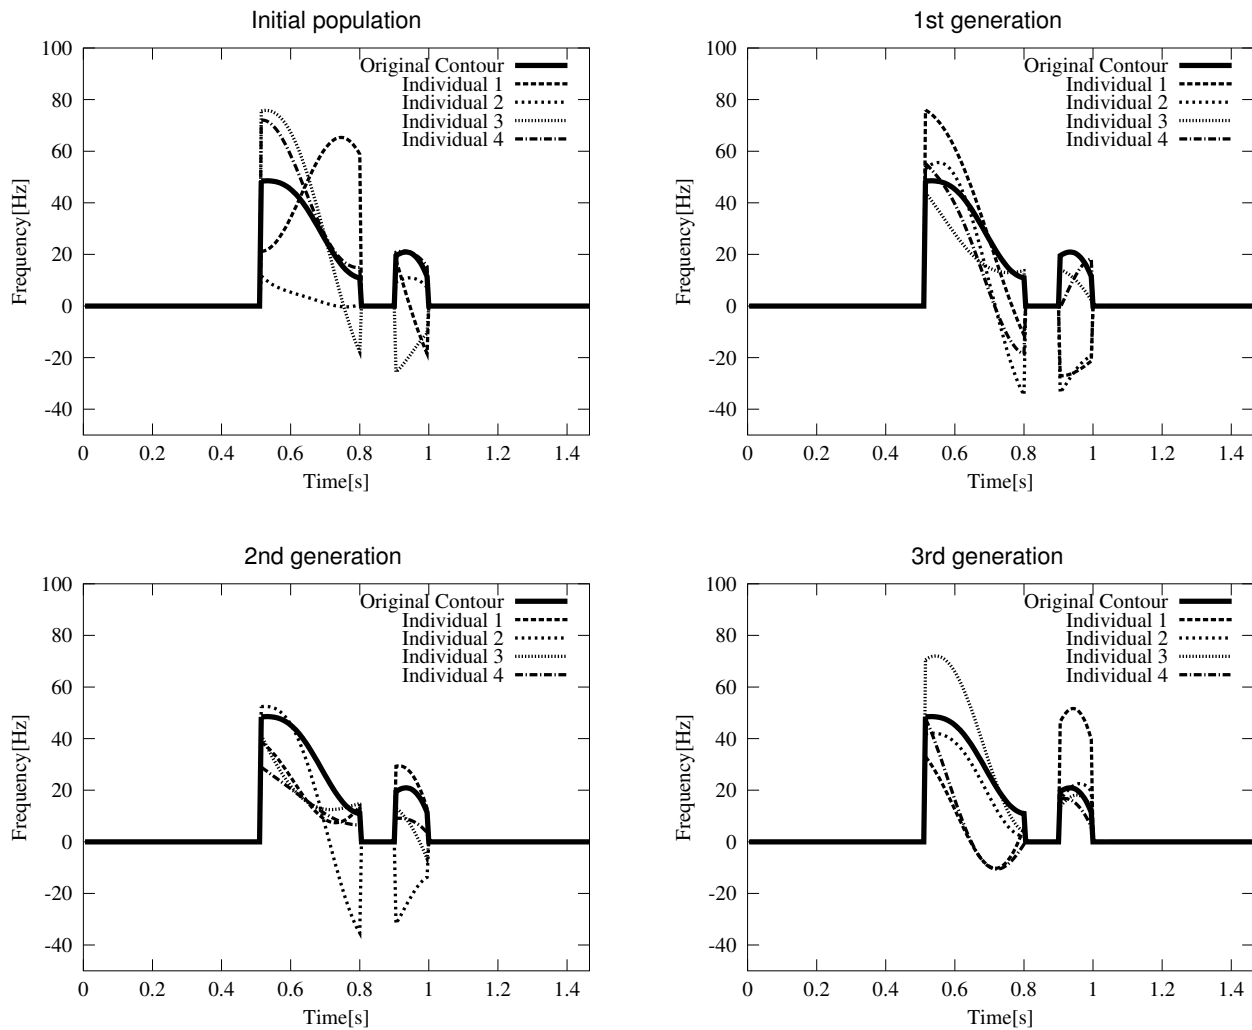 Initial population
100
80
60
40
20
0
-20
-40
Frequency[Hz]
Original Contour
Individual 1
Individual 2
Individual 3
Individual 4
0 0.2 0.4 0.6 0.8 1 1.2 1.4
Time[s]
1st generation
100
80
60
40
20
0
-20
-40
Frequency[Hz]
Original Contour
Individual 1
Individual 2
Individual 3
Individual 4
0 0.2 0.4 0.6 0.8 1 1.2 1.4
Time[s]
2nd generation
100
80
60
40
20
0
-20
-40
Frequency[Hz]
Original Contour
Individual 1
Individual 2
Individual 3
Individual 4
0 0.2 0.4 0.6 0.8 1 1.2 1.4
Time[s]
3rd generation
100
80
60
40
20
0
-20
-40
Frequency[Hz]
Original Contour
Individual 1
Individual 2
Individual 3
Individual 4
0 0.2 0.4 0.6 0.8 1 1.2 1.4
Time[s]